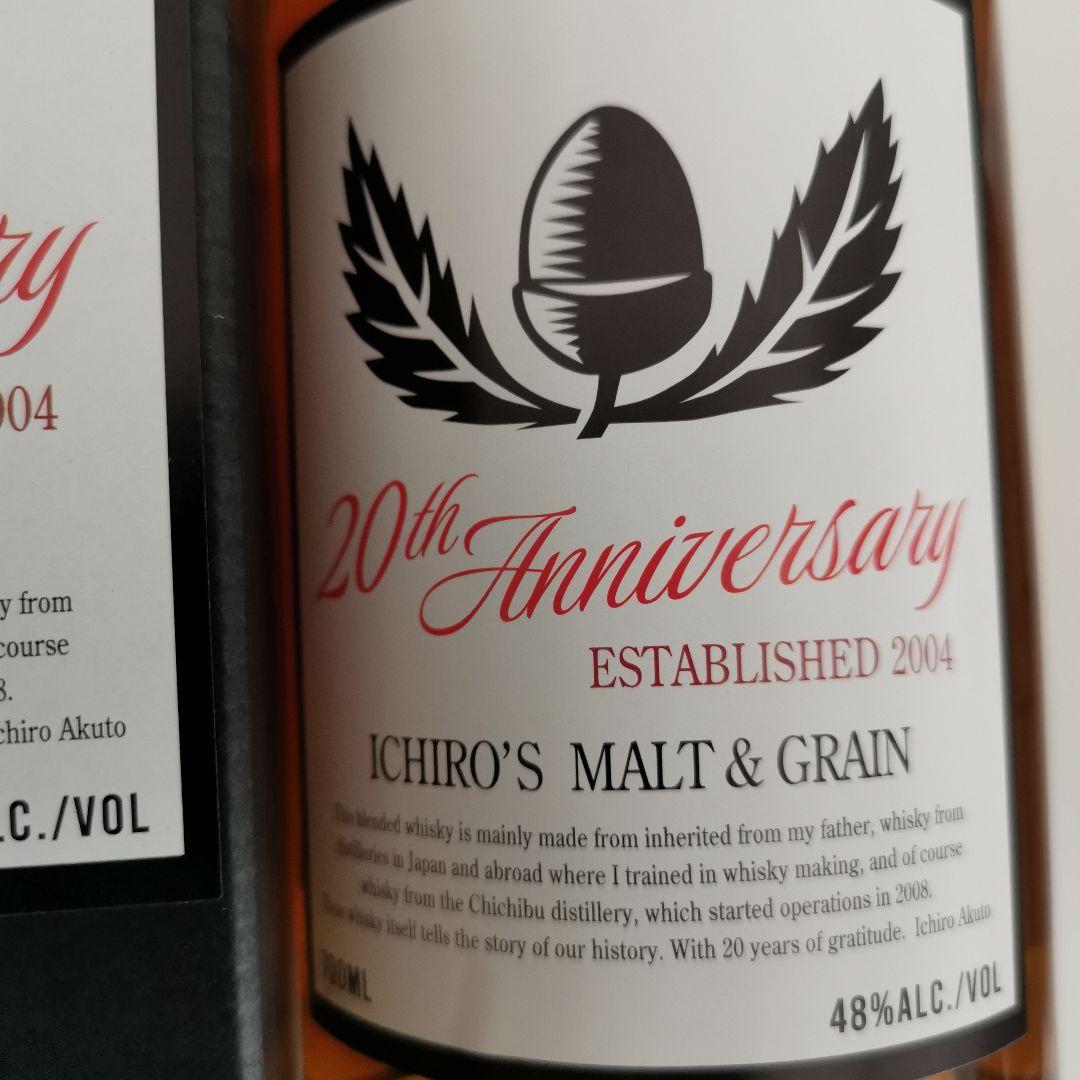 ry
004
y from
course
8.
chiro Akuto
LC./VOL
20th Anniversary
ESTABLISHED 2004
ICHIRO'S MALT & GRAIN
This blended whisky is mainly made from inherited from my father, whisky from
distilleries in Japan and abroad where I trained in whisky making, and of course
whisky from the Chichibu distillery, which started operations in 2008.
whisky itself tells the story of our history. With 20 years of gratitude. Ichiro Akuto
700ML
48%ALC./VOL